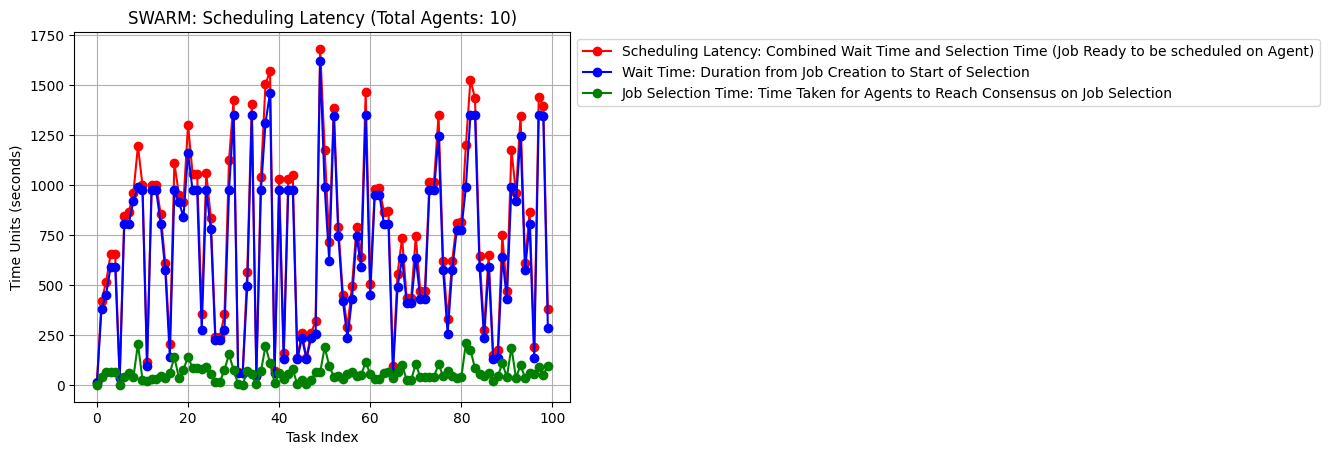 SWARM: Scheduling Latency (Total Agents: 10)
Scheduling Latency: Combined Wait Time and Selection Time (Job Ready to be scheduled on Agent)
Wait Time: Duration from Job Creation to Start of Selection
Job Selection Time: Time Taken for Agents to Reach Consensus on Job Selection
Time Units (seconds)
1750
1500
1250
1000
750
500
250
0
0 20 40 60 80 100
Task Index